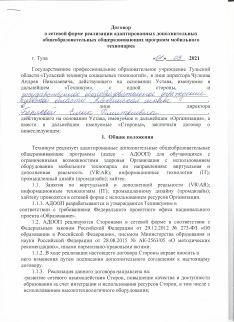 Договор
о сетевой форме реализации адаптированных дополнительных
общеобразовательных общеразвивающих программ мобильного
технопарка
г. Тула 2021
Государственное профессиональное образовательное учреждение Тульской
области «Тульский техникум социальных технологий», в лице директора Чулкова
Андрея Николаевича, действующего на основании Устава, именуемое в
дальнейшем «Техникум», с одной стороны, и
в лице директора
действующего на основании Устава, именуемое в дальнейшем «Организация», а
вместе в дальнейшем именуемые «Стороны», заключили договор о
нижеследующем:
1. Общие положения
Техникум реализует адаптированные дополнительные общеобразовательные
общеразвивающие программы (далее – АДООП) для обучающихся с
ограниченными возможностями здоровья Организации с использованием
оборудования мобильного технопарка по направлениям: виртуальная и
дополненная реальность (VR/AR); информационные технологии (IT);
промышленный дизайн (промдизайн); хайтек.
1.1. Занятия по виртуальной и дополненной реальности (VR/AR),
информационным технологиям (IT); промышленному дизайну (промдизайн),
хайтеку проводятся в сетевой форме с использованием ресурсов Организации.
1.1.1. АДООП разрабатывается и утверждается Техникумом в
соответствии с требованиями Федерального проектного офиса национального
проекта «Образование».
1.2. АДООП реализуются Сторонами в сетевой форме в соответствии с
Федеральным законом Российской Федерации от 29.12.2012 № 273-ФЗ «Об
образовании в Российской Федерации», письмом Министерства образования и
науки Российской Федерации от 28.08.2015 № АК-2563/05 «О методических
рекомендациях», иными нормативно-правовыми актами.
1.1.2. В ходе реализации настоящего договора Стороны вправе вносить в
него изменения путем подписания дополнительного соглашения к настоящему
договору.
1.1.3. Реализация данного договора направлена на:
-развитие сетевого взаимодействия Сторон, повышение качества и доступности
образования за счет интеграции и использования ресурсов Сторон, в том числе с
использованием высокотехнологичного оборудования;